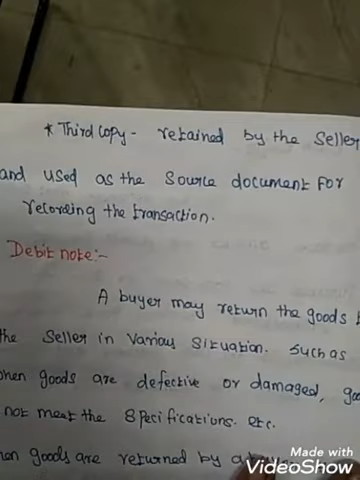 * Third Copy - retained by the Seller
and used as the Source document for
recording the transaction.
Debit note:-
A buyer may return the goods
the Seller in various Situation. Such as
goods are defective or damaged,
not meet the Specifications. etc.
goods are returned by a
Made with
VideoShow